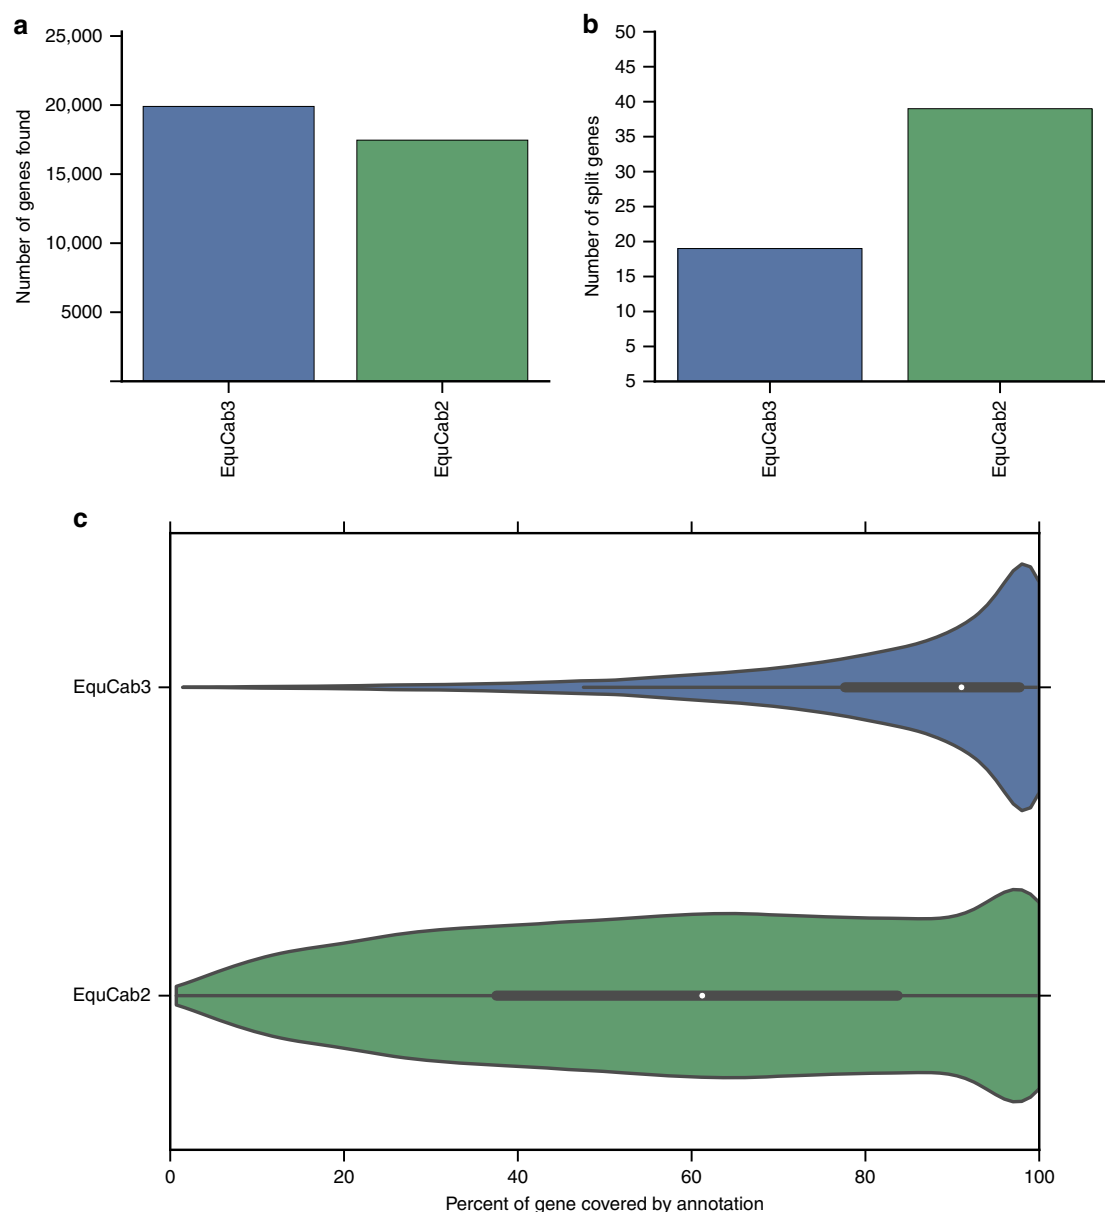 a
25,000
20,000
15,000
10,000
5000
Number of genes found
EquCab3
EquCab2
b
50
45
40
35
30
25
20
15
10
5
5
Number of split genes
EquCab3
EquCab2
c
EquCab3
EquCab2
0 20 40 60 80 100
Percent of gene covered by annotation